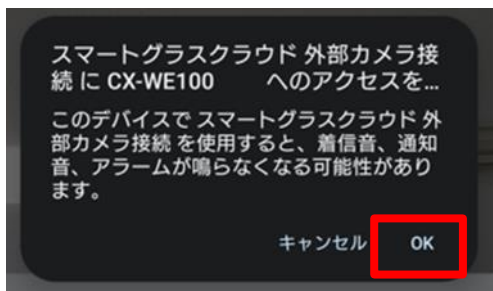 スマートグラスクラウド 外部カメラ接
続 に CX-WE100 へのアクセスを...
このデバイスで スマートグラスクラウド 外
部カメラ接続 を使用すると、着信音、通知
音、アラームが鳴らなくなる可能性があり
ます。
キャンセル OK